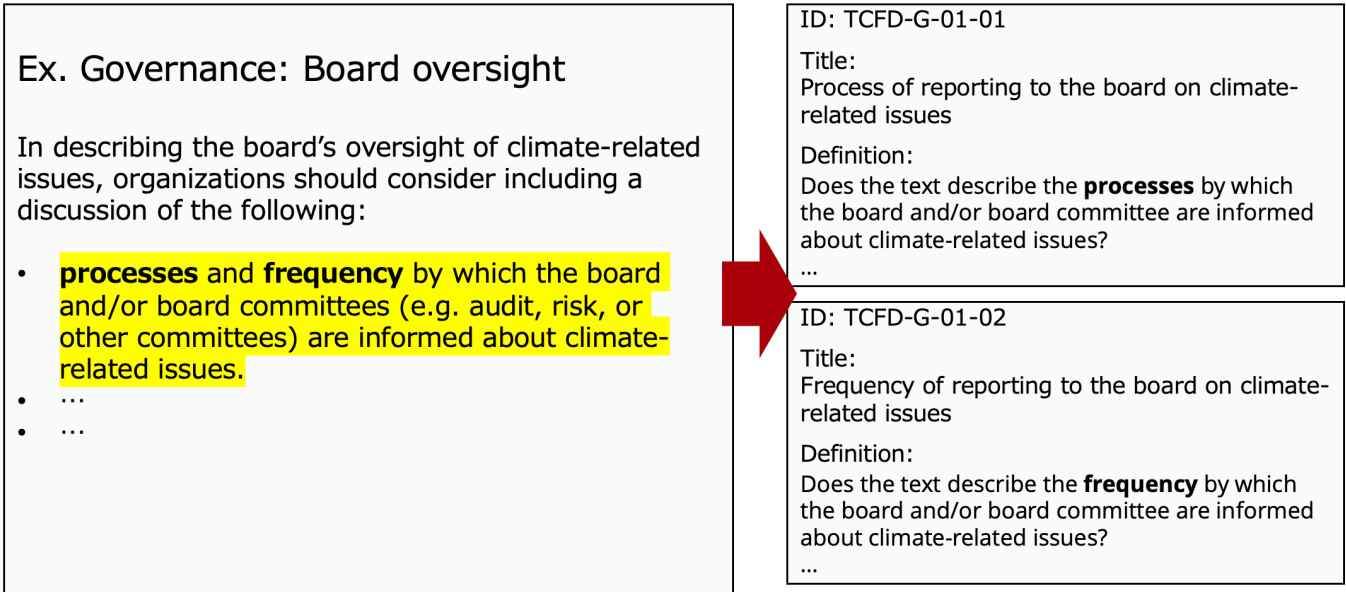 Ex. Governance: Board oversight
In describing the board’s oversight of climate-related
issues, organizations should consider including a
discussion of the following:
• processes and frequency by which the board
and/or board committees (e.g. audit, risk, or
other committees) are informed about climate-
related issues.
• …
• …
ID: TCFD-G-01-01
Title:
Process of reporting to the board on climate-
related issues
Definition:
Does the text describe the processes by which
the board and/or board committee are informed
about climate-related issues?
…
ID: TCFD-G-01-02
Title:
Frequency of reporting to the board on climate-
related issues
Definition:
Does the text describe the frequency by which
the board and/or board committee are informed
about climate-related issues?
…